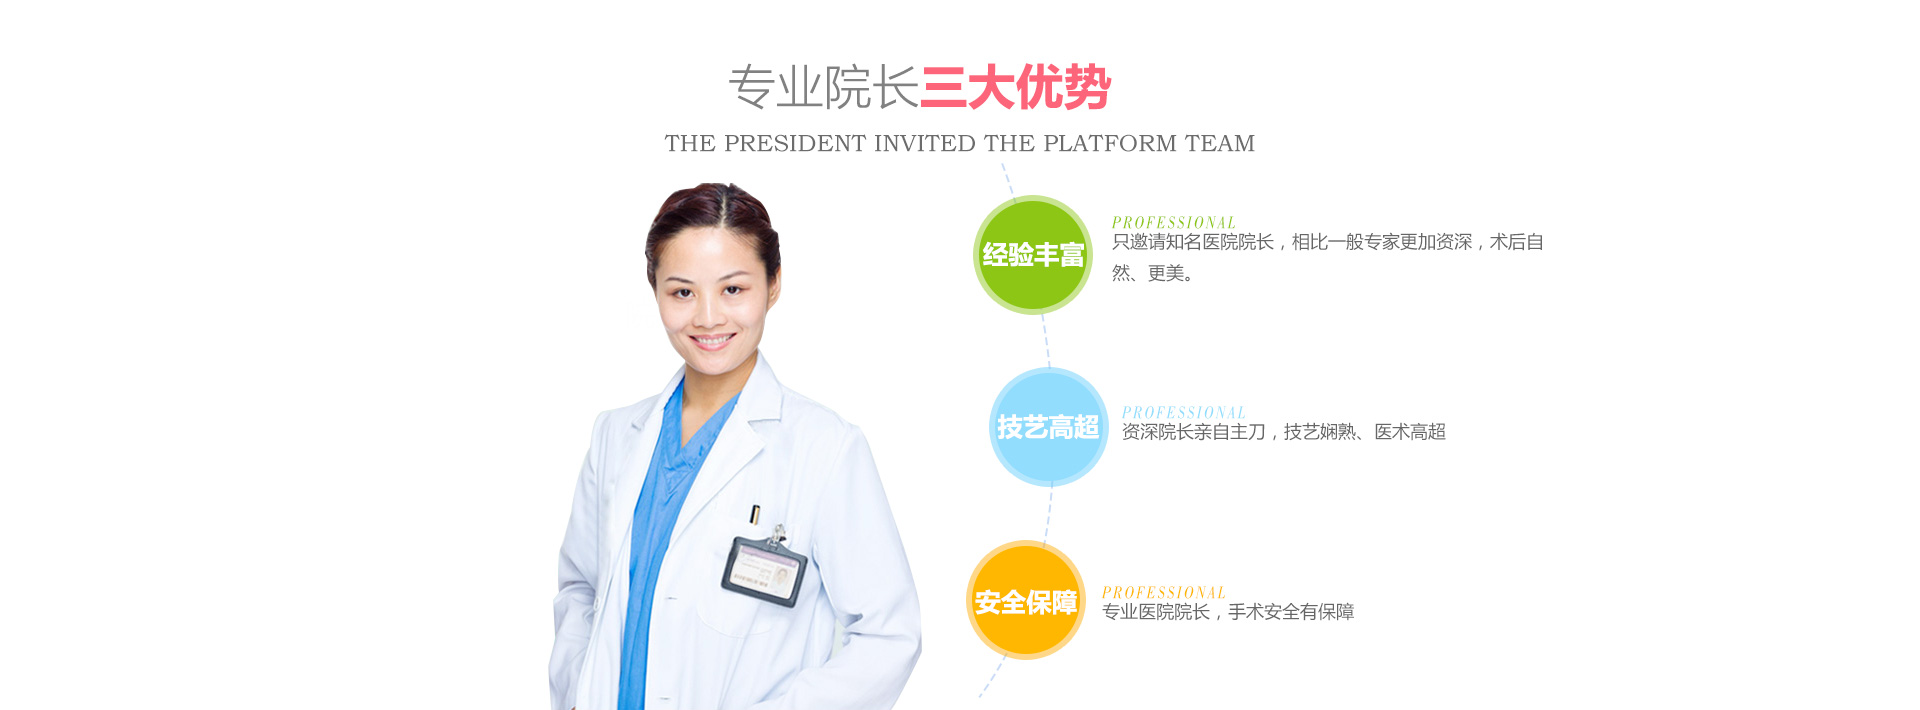 专业院长三大优势
THE PRESIDENT INVITED THE PLATFORM TEAM
经验丰富
PROFESSIONAL
只邀请知名医院院长，相比一般专家更加资深，术后自
然、更美。
技艺高超
PROFESSIONAL
资深院长亲自主刀，技艺娴熟、医术高超
安全保障
PROFESSIONAL
专业医院院长，手术安全有保障